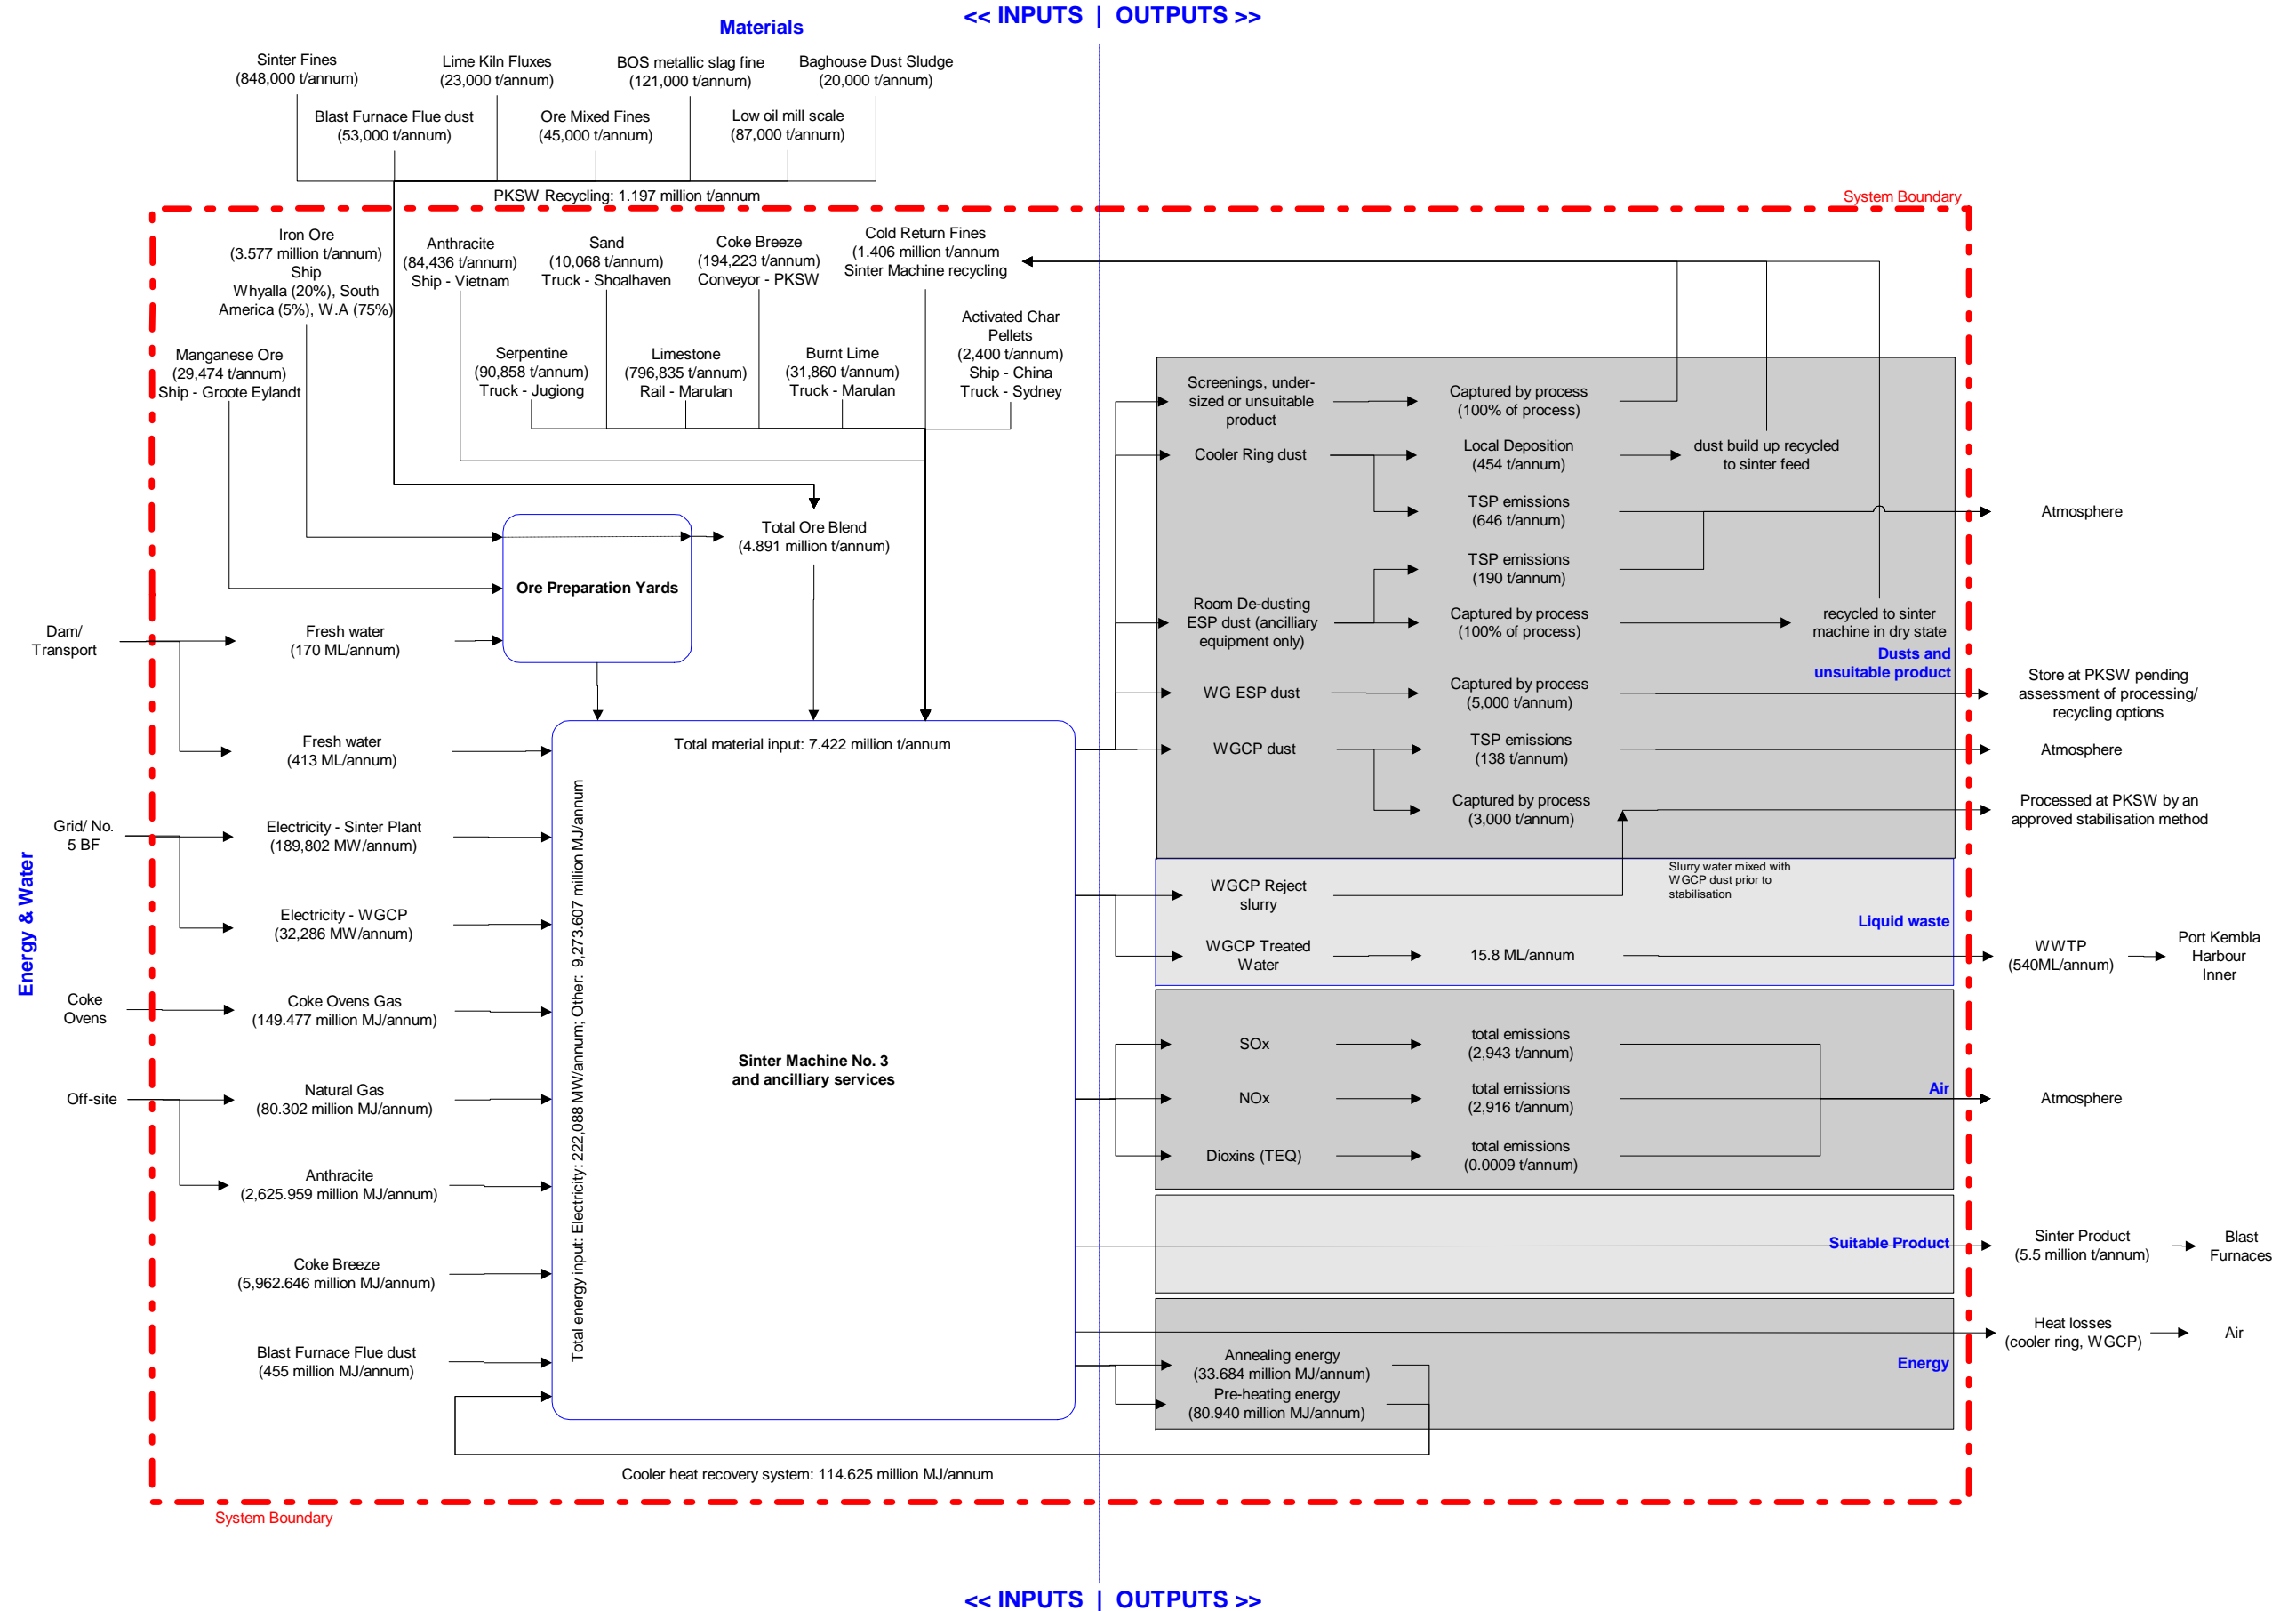 << INPUTS | OUTPUTS >>
Materials
Sinter Fines
(848,000 t/annum)
Lime Kiln Fluxes
(23,000 t/annum)
BOS metallic slag fine
(121,000 t/annum)
Baghouse Dust Sludge
(20,000 t/annum)
Blast Furnace Flue dust
(53,000 t/annum)
Ore Mixed Fines
(45,000 t/annum)
Low oil mill scale
(87,000 t/annum)
PKSW Recycling: 1.197 million t/annum
System Boundary
Iron Ore
(3.577 million t/annum)
Ship
Whyalla (20%), South
America (5%), W.A (75%)
Anthracite
(84,436 t/annum)
Ship - Vietnam
Sand
(10,068 t/annum)
Truck - Shoalhaven
Coke Breeze
(194,223 t/annum)
Conveyor - PKSW
Cold Return Fines
(1.406 million t/annum
Sinter Machine recycling
Manganese Ore
(29,474 t/annum)
Ship - Groote Eylandt
Serpentine
(90,858 t/annum)
Truck - Jugiong
Limestone
(796,835 t/annum)
Rail - Marulan
Burnt Lime
(31,860 t/annum)
Truck - Marulan
Activated Char
Pellets
(2,400 t/annum)
Ship - China
Truck - Sydney
Total Ore Blend
(4.891 million t/annum)
Ore Preparation Yards
Energy & Water
Dam/
Transport
Fresh water
(170 ML/annum)
Fresh water
(413 ML/annum)
Grid/ No.
5 BF
Electricity - Sinter Plant
(189,802 MW/annum)
Electricity - WGCP
(32,286 MW/annum)
Coke
Ovens
Coke Ovens Gas
(149.477 million MJ/annum)
Off-site
Natural Gas
(80.302 million MJ/annum)
Anthracite
(2,625.959 million MJ/annum)
Coke Breeze
(5,962.646 million MJ/annum)
Blast Furnace Flue dust
(455 million MJ/annum)
Total material input: 7.422 million t/annum
Total energy input: Electricity: 222,088 MW/annum; Other:  9,273.607 million MJ/annum
Sinter Machine No. 3
and ancilliary services
Cooler heat recovery system: 114.625 million MJ/annum
Screenings, under-
sized or unsuitable
product
Captured by process
(100% of process)
Cooler Ring dust
Local Deposition
(454 t/annum)
dust build up recycled
to sinter feed
TSP emissions
(646 t/annum)
Atmosphere
TSP emissions
(190 t/annum)
Room De-dusting
ESP dust (ancilliary
equipment only)
Captured by process
(100% of process)
recycled to sinter
machine in dry state
Dusts and
unsuitable product
WG ESP dust
Captured by process
(5,000 t/annum)
Store at PKSW pending
assessment of processing/
recycling options
WGCP dust
TSP emissions
(138 t/annum)
Atmosphere
Captured by process
(3,000 t/annum)
Processed at PKSW by an
approved stabilisation method
Slurry water mixed with
WGCP dust prior to
stabilisation
WGCP Reject
slurry
Liquid waste
WGCP Treated
Water
15.8 ML/annum
WWTP
(540ML/annum)
Port Kembla
Harbour
Inner
SOx
total emissions
(2,943 t/annum)
Air
NOx
total emissions
(2,916 t/annum)
Atmosphere
Dioxins (TEQ)
total emissions
(0.0009 t/annum)
Suitable Product
Sinter Product
(5.5 million t/annum)
Blast
Furnaces
Heat losses
(cooler ring, WGCP)
Air
Energy
Annealing energy
(33.684 million MJ/annum)
Pre-heating energy
(80.940 million MJ/annum)
System Boundary
<< INPUTS | OUTPUTS >>